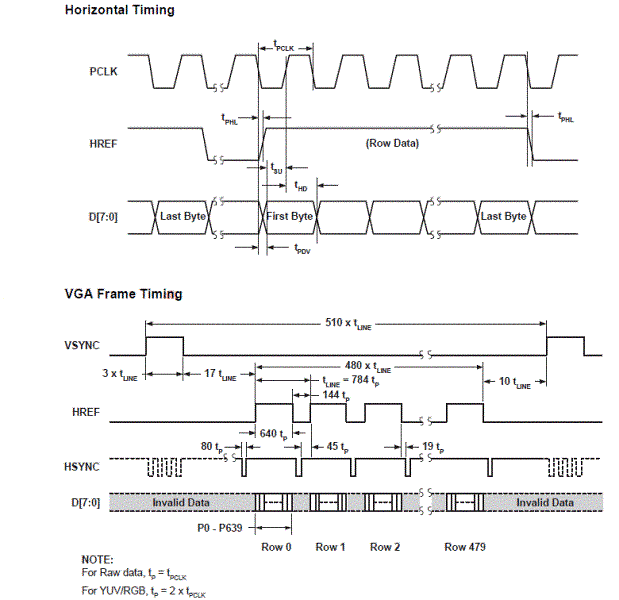 Horizontal Timing
tPCLK
PCLK
tPHL
tPHL
HREF
(Row Data)
tSU
tHD
D[7:0]
Last Byte
First Byte
Last Byte
tPDV
VGA Frame Timing
510 x tLINE
VSYNC
3 x tLINE
17 tLINE
480 x tLINE
tLINE = 784 tP
10 tLINE
144 tP
HREF
640 tP
80 tP
45 tP
19 tP
HSYNC
D[7:0]
Invalid Data
Invalid Data
P0 - P639
Row 0
Row 1
Row 2
Row 479
NOTE:
For Raw data, tP = tPCLK
For YUV/RGB, tP = 2 x tPCLK